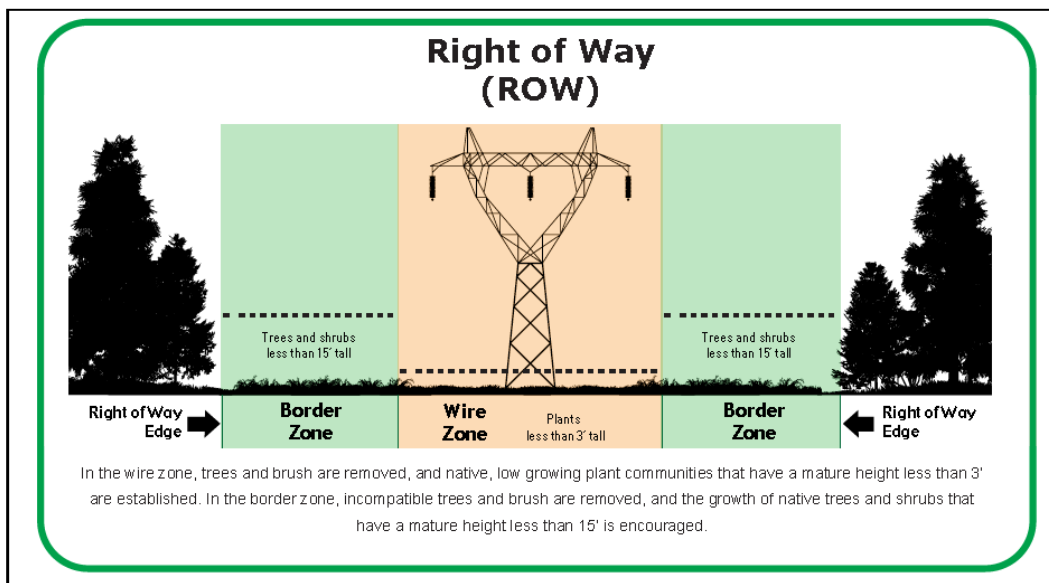 Right of Way
(ROW)
Trees and shrubs
less than 15' tall
Trees and shrubs
less than 15' tall
Right of Way
Edge
Border
Zone
Wire
Zone
Plants
less than 3' tall
Border
Zone
Right of Way
Edge
In the wire zone, trees and brush are removed, and native, low growing plant communities that have a mature height less than 3'
are established. In the border zone, incompatible trees and brush are removed, and the growth of native trees and shrubs that
have a mature height less than 15' is encouraged.